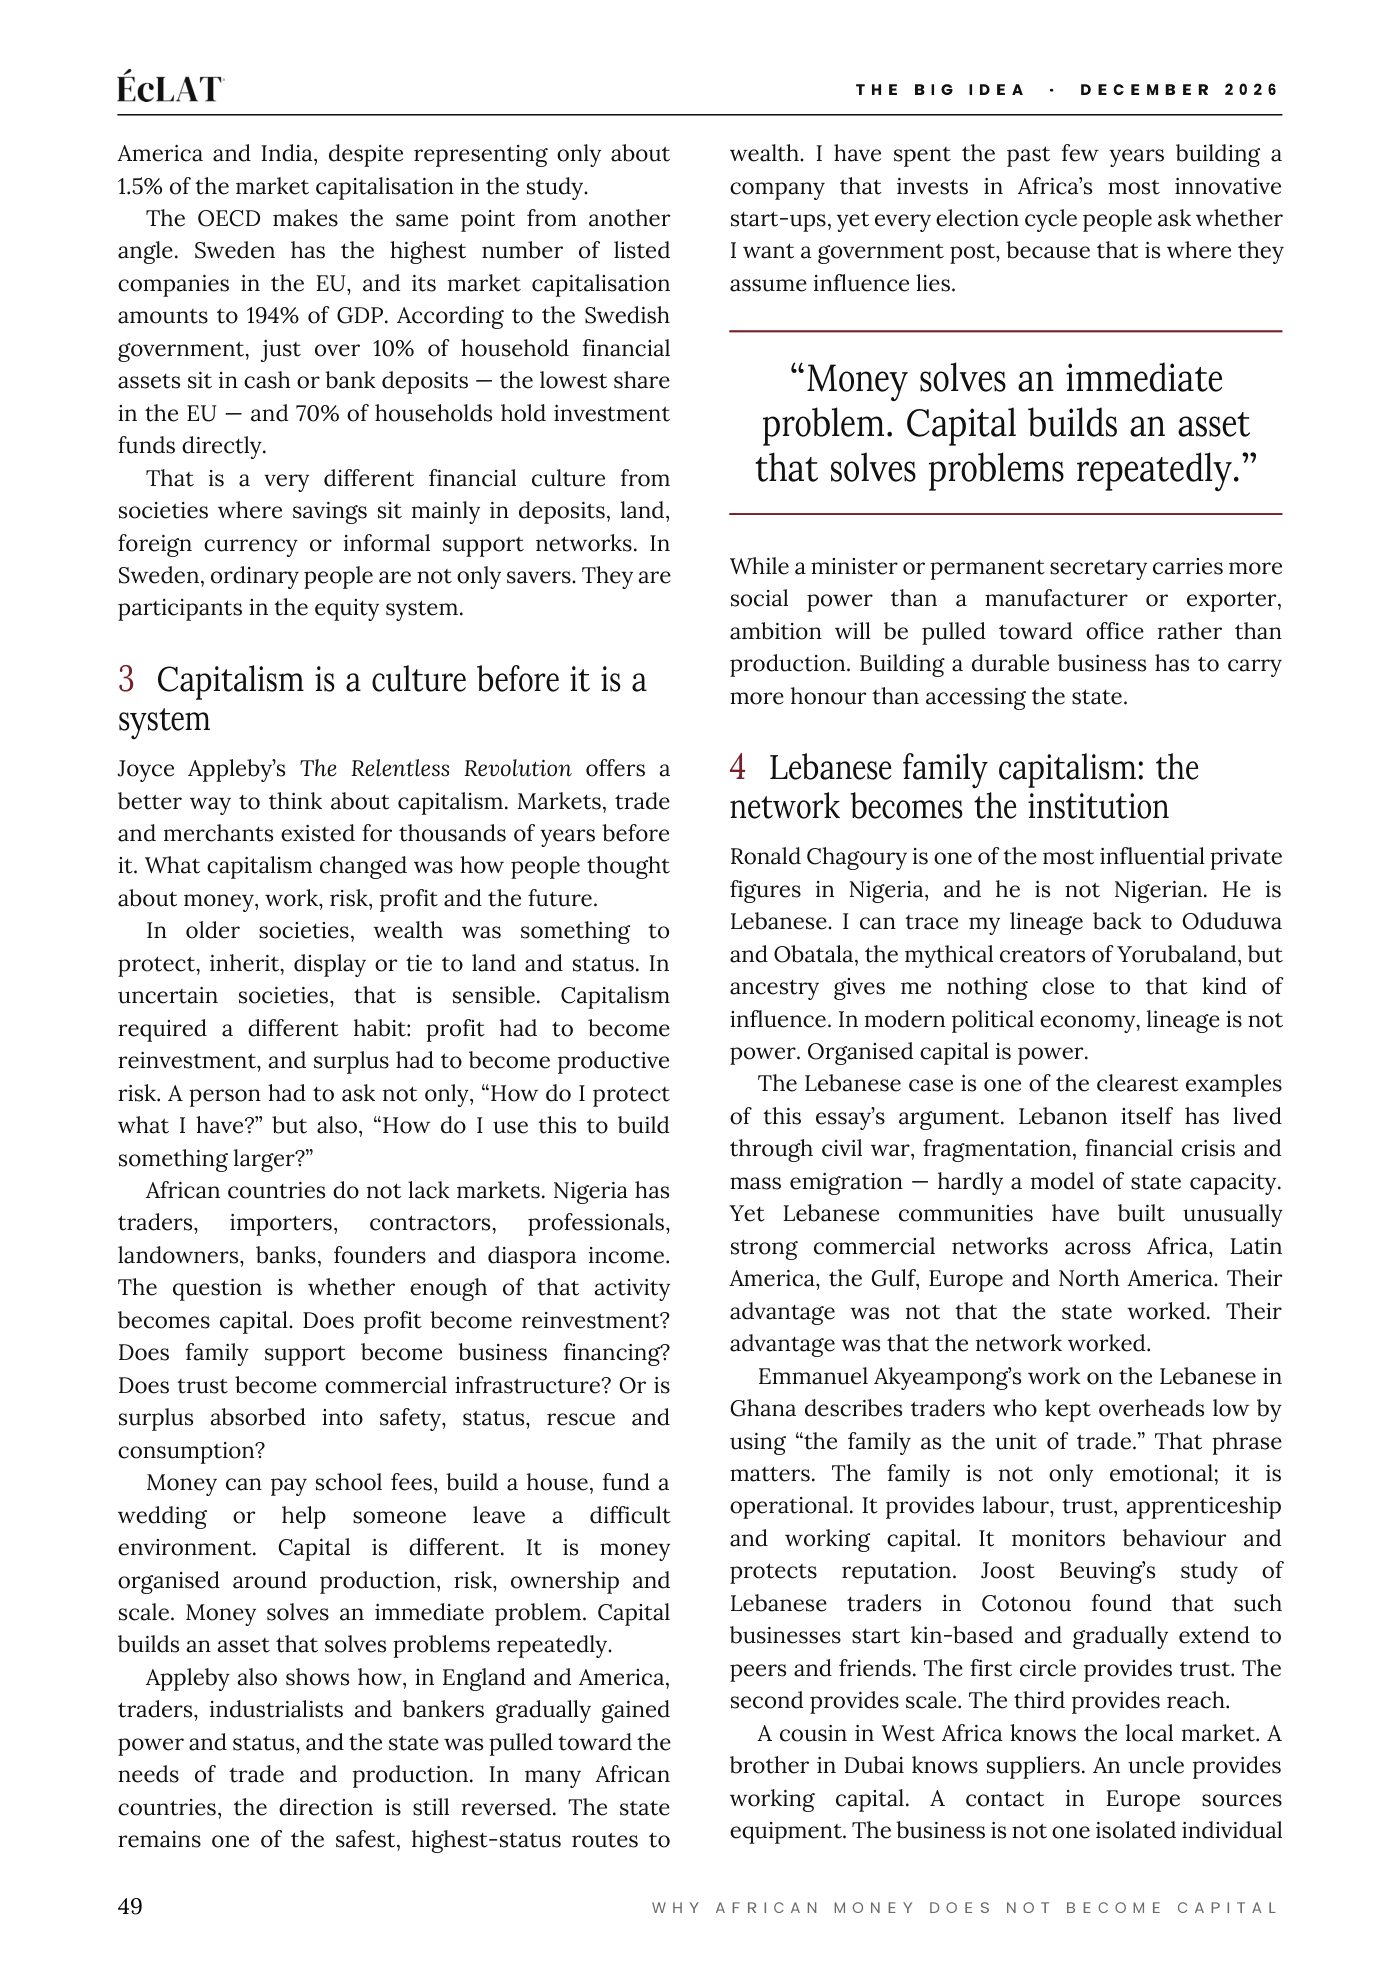 ÉcLAT
THE BIG IDEA · DECEMBER 2026
America and India, despite representing only about
1.5% of the market capitalisation in the study.
The OECD makes the same point from another
angle. Sweden has the highest number of listed
companies in the EU, and its market capitalisation
amounts to 194% of GDP. According to the Swedish
government, just over 10% of household financial
assets sit in cash or bank deposits — the lowest share
in the EU — and 70% of households hold investment
funds directly.
That is a very different financial culture from
societies where savings sit mainly in deposits, land,
foreign currency or informal support networks. In
Sweden, ordinary people are not only savers. They are
participants in the equity system.
3 Capitalism is a culture before it is a
system
Joyce Appleby’s The Relentless Revolution offers a
better way to think about capitalism. Markets, trade
and merchants existed for thousands of years before
it. What capitalism changed was how people thought
about money, work, risk, profit and the future.
In older societies, wealth was something to
protect, inherit, display or tie to land and status. In
uncertain societies, that is sensible. Capitalism
required a different habit: profit had to become
reinvestment, and surplus had to become productive
risk. A person had to ask not only, “How do I protect
what I have?” but also, “How do I use this to build
something larger?”
African countries do not lack markets. Nigeria has
traders, importers, contractors, professionals,
landowners, banks, founders and diaspora income.
The question is whether enough of that activity
becomes capital. Does profit become reinvestment?
Does family support become business financing?
Does trust become commercial infrastructure? Or is
surplus absorbed into safety, status, rescue and
consumption?
Money can pay school fees, build a house, fund a
wedding or help someone leave a difficult
environment. Capital is different. It is money
organised around production, risk, ownership and
scale. Money solves an immediate problem. Capital
builds an asset that solves problems repeatedly.
Appleby also shows how, in England and America,
traders, industrialists and bankers gradually gained
power and status, and the state was pulled toward the
needs of trade and production. In many African
countries, the direction is still reversed. The state
remains one of the safest, highest-status routes to
wealth. I have spent the past few years building a
company that invests in Africa’s most innovative
start-ups, yet every election cycle people ask whether
I want a government post, because that is where they
assume influence lies.
“Money solves an immediate
problem. Capital builds an asset
that solves problems repeatedly.”
While a minister or permanent secretary carries more
social power than a manufacturer or exporter,
ambition will be pulled toward office rather than
production. Building a durable business has to carry
more honour than accessing the state.
4 Lebanese family capitalism: the
network becomes the institution
Ronald Chagoury is one of the most influential private
figures in Nigeria, and he is not Nigerian. He is
Lebanese. I can trace my lineage back to Oduduwa
and Obatala, the mythical creators of Yorubaland, but
ancestry gives me nothing close to that kind of
influence. In modern political economy, lineage is not
power. Organised capital is power.
The Lebanese case is one of the clearest examples
of this essay’s argument. Lebanon itself has lived
through civil war, fragmentation, financial crisis and
mass emigration — hardly a model of state capacity.
Yet Lebanese communities have built unusually
strong commercial networks across Africa, Latin
America, the Gulf, Europe and North America. Their
advantage was not that the state worked. Their
advantage was that the network worked.
Emmanuel Akyeampong’s work on the Lebanese in
Ghana describes traders who kept overheads low by
using “the family as the unit of trade.” That phrase
matters. The family is not only emotional; it is
operational. It provides labour, trust, apprenticeship
and working capital. It monitors behaviour and
protects reputation. Joost Beuving’s study of
Lebanese traders in Cotonou found that such
businesses start kin-based and gradually extend to
peers and friends. The first circle provides trust. The
second provides scale. The third provides reach.
A cousin in West Africa knows the local market. A
brother in Dubai knows suppliers. An uncle provides
working capital. A contact in Europe sources
equipment. The business is not one isolated individual
49
WHY AFRICAN MONEY DOES NOT BECOME CAPITAL